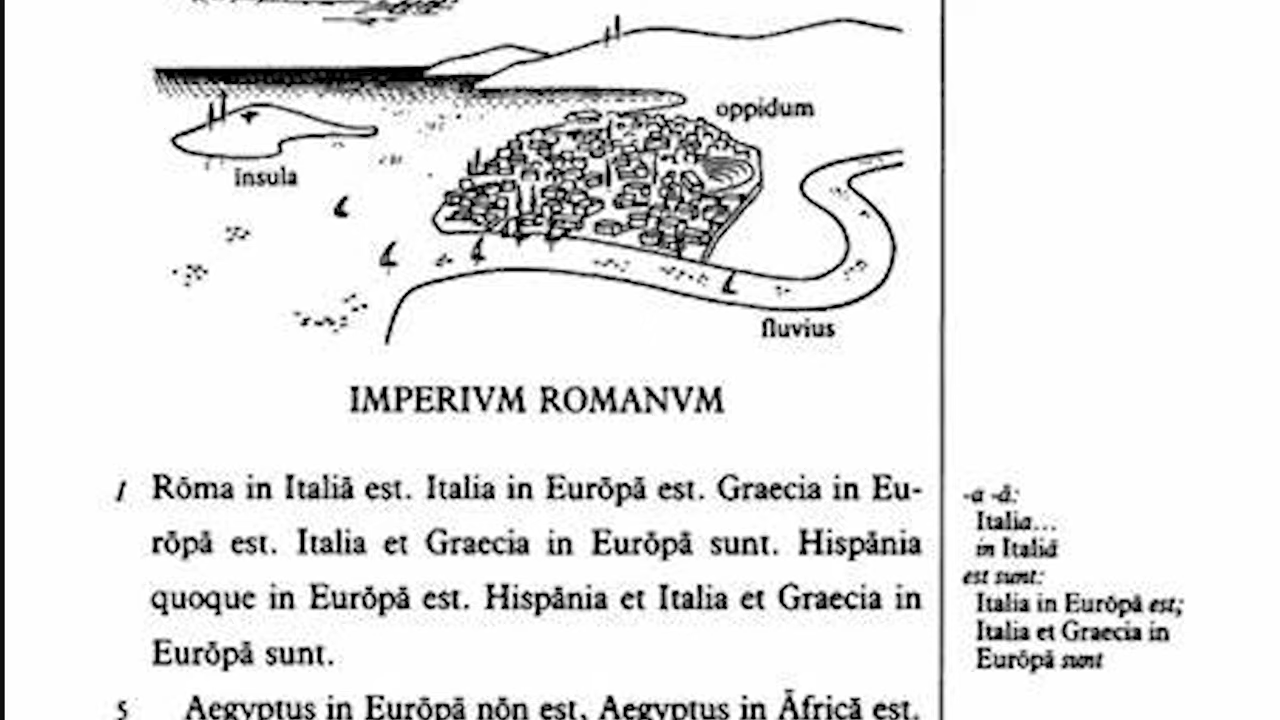 oppidum
īnsula
fluvius
IMPERIVM ROMANVM
1 Rōma in Italiā est. Italia in Eurōpā est. Graecia in Eu-
rōpā est. Italia et Graecia in Eurōpā sunt. Hispānia
quoque in Eurōpā est. Hispānia et Italia et Graecia in
Eurōpā sunt.
5 Aegyptus in Eurōpā nōn est, Aegyptus in Āfricā est.
-a -ā:
Italia...
in Italiā
est sunt:
Italia in Eurōpā est;
Italia et Graecia in
Eurōpā sunt